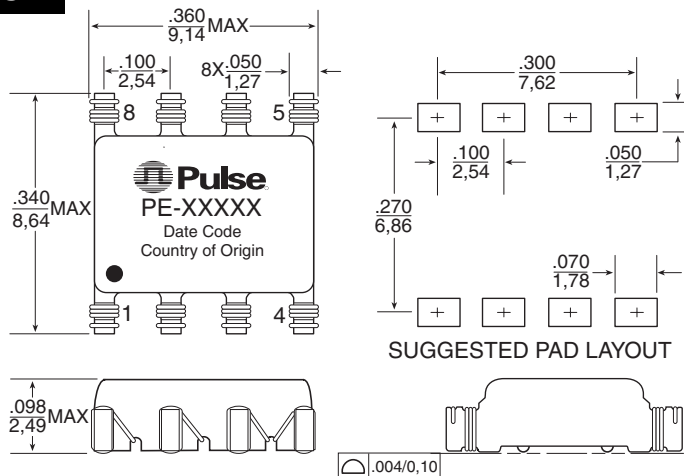 .360
9,14 MAX
.100
2,54
8X .050
1,27
8
5
.340
8,64 MAX
Pulse
PE-XXXXX
Date Code
Country of Origin
1
4
.300
7,62
.100
2,54
.050
1,27
.270
6,86
.070
1,78
SUGGESTED PAD LAYOUT
.098
2,49 MAX
.004/0,10